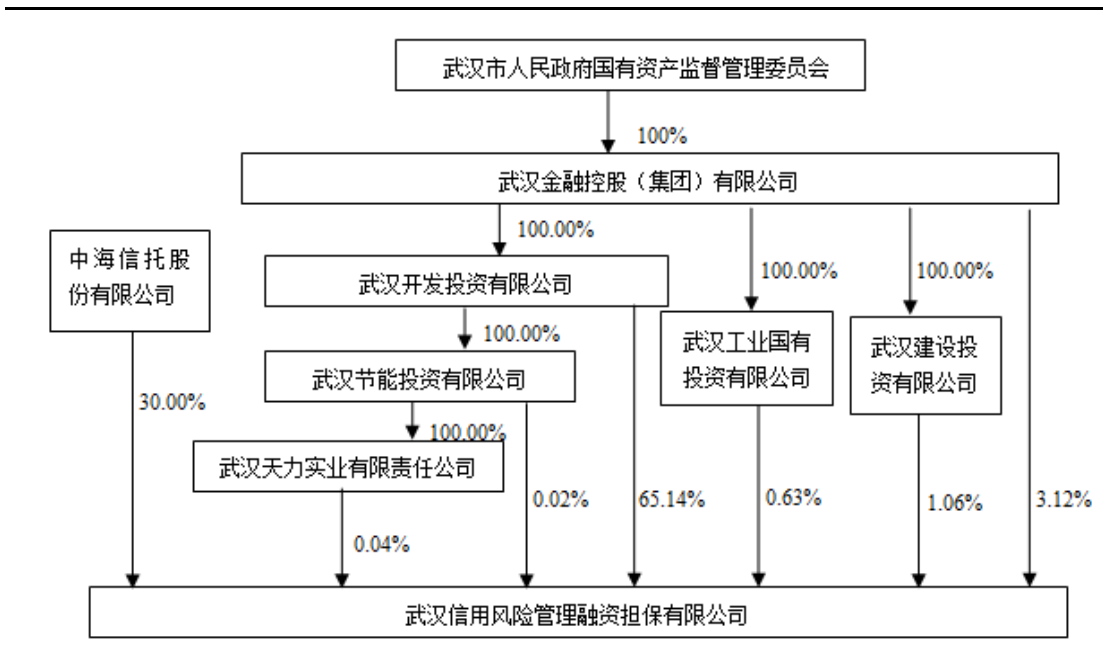 武汉市人民政府国有资产监督管理委员会
100%
武汉金融控股（集团）有限公司
100.00%
中海信托股
份有限公司
武汉开发投资有限公司
100.00%
100.00%
100.00%
武汉工业国有
投资有限公司
武汉建设投
资有限公司
武汉节能投资有限公司
30.00%
100.00%
武汉天力实业有限责任公司
0.02%
65.14%
0.63%
1.06%
3.12%
0.04%
武汉信用风险管理融资担保有限公司